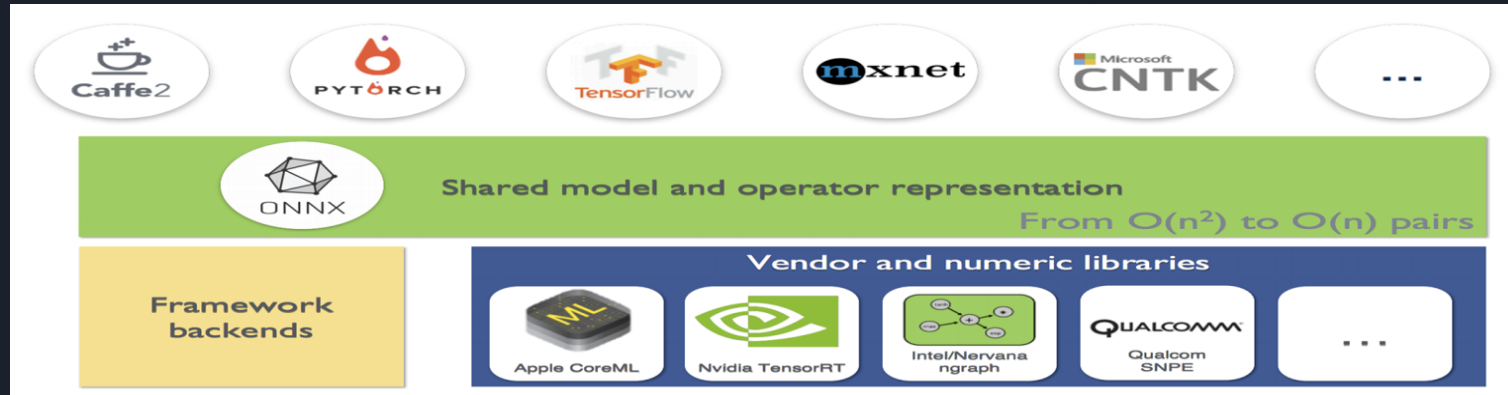 Caffe2
PYTORCH
TensorFlow
mxnet
Microsoft
CNTK
...
ONNX
Shared model and operator representation
From O(n²) to O(n) pairs
Framework
backends
Vendor and numeric libraries
ML
Apple CoreML
Nvidia TensorRT
Intel/Nervana
ngraph
QUALCOMM
Qualcom
SNPE
...